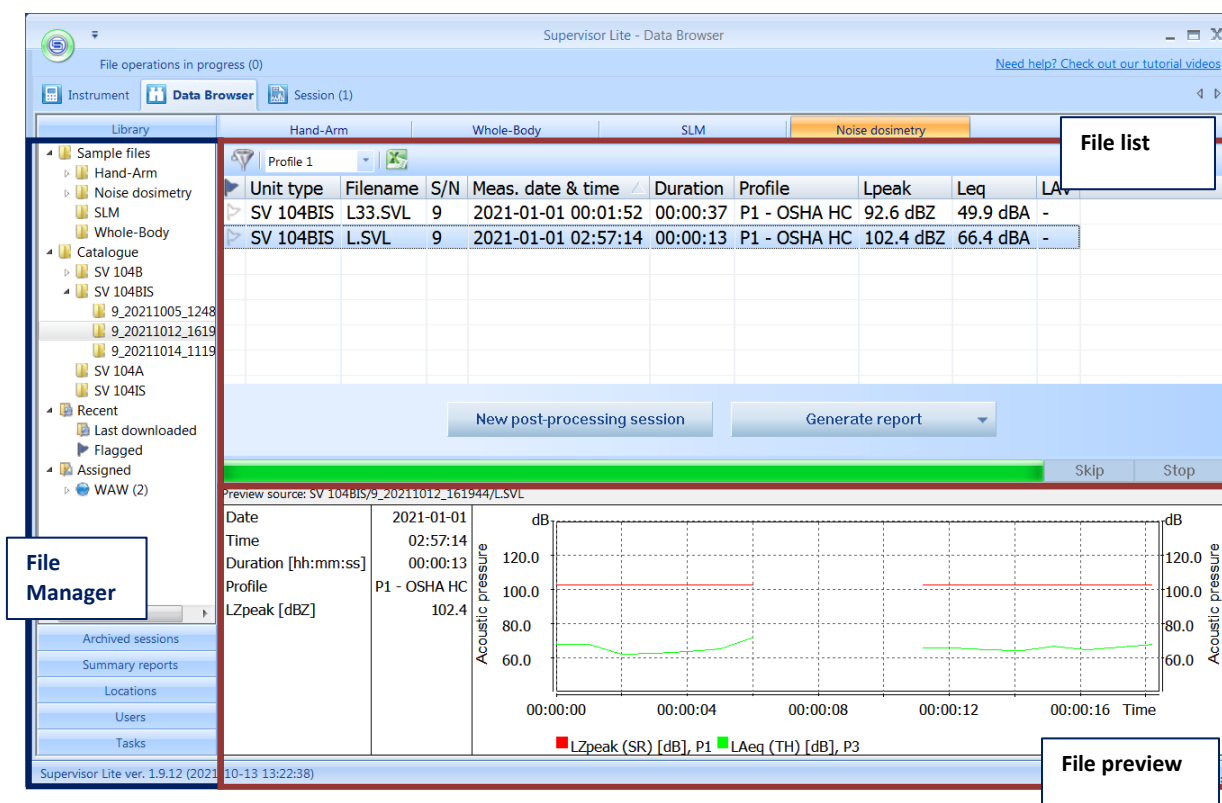 Supervisor Lite - Data Browser
File operations in progress (0)
Need help? Check out our tutorial videos
Instrument
Data Browser
Session (1)
Library
Hand-Arm
Whole-Body
SLM
Noise dosimetry
File list
Sample files
Hand-Arm
Noise dosimetry
SLM
Whole-Body
Catalogue
SV 104B
SV 104BIS
9_20211005_1248
9_20211012_1619
9_20211014_1119
SV 104A
SV 104IS
Recent
Last downloaded
Flagged
Assigned
WAW (2)
File
Manager
Archived sessions
Summary reports
Locations
Users
Tasks
Profile 1
Unit type Filename S/N Meas. date & time Duration Profile Lpeak Leq LAV
SV 104BIS L33.SVL 9 2021-01-01 00:01:52 00:00:37 P1 - OSHA HC 92.6 dBZ 49.9 dBA -
SV 104BIS L.SVL 9 2021-01-01 02:57:14 00:00:13 P1 - OSHA HC 102.4 dBZ 66.4 dBA -
New post-processing session
Generate report
Skip
Stop
Preview source: SV 104BIS/9_20211012_161944/L.SVL
Date 2021-01-01
Time 02:57:14
Duration [hh:mm:ss] 00:00:13
Profile P1 - OSHA HC
LZpeak [dBZ] 102.4
dB
120.0
100.0
80.0
60.0
Acoustic pressure
dB
120.0
100.0
80.0
60.0
Acoustic pressure
00:00:00 00:00:04 00:00:08 00:00:12 00:00:16 Time
LZpeak (SR) [dB], P1 LAeq (TH) [dB], P3
File preview
Supervisor Lite ver. 1.9.12 (2021-10-13 13:22:38)